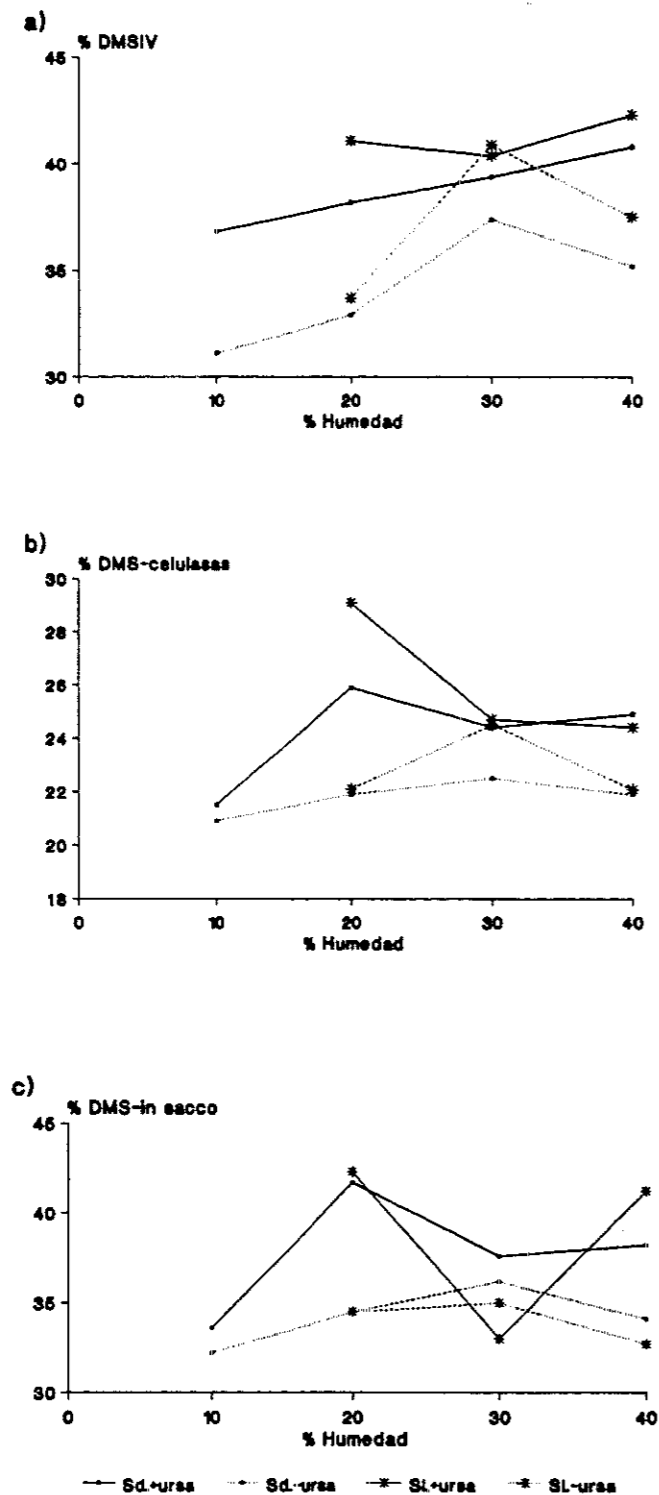 a)
% DMSIV
45
40
35
30
0 10 20 30 40
% Humedad
b)
% DMS-celulasas
30
28
26
24
22
20
18
0 10 20 30 40
% Humedad
c)
% DMS-in sacco
45
40
35
30
0 10 20 30 40
% Humedad
Sd.+urea Sd.-urea Si.+urea Si.-urea